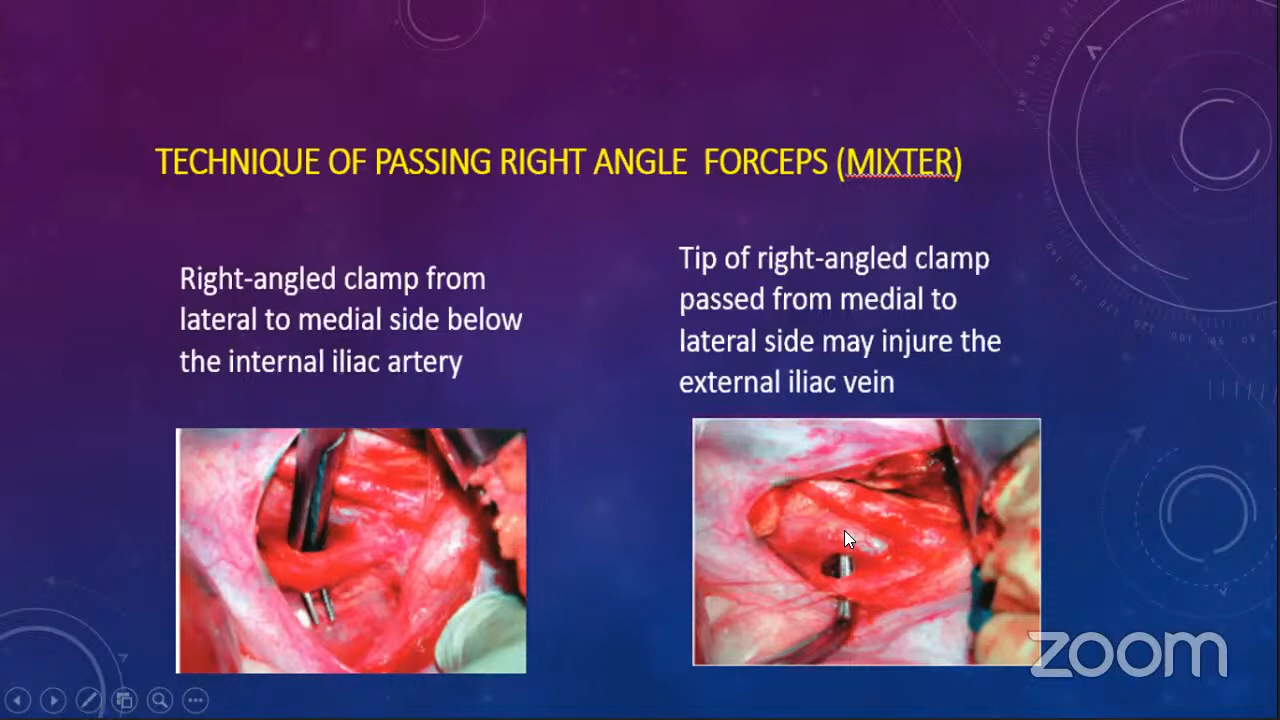 TECHNIQUE OF PASSING RIGHT ANGLE FORCEPS (MIXTER)
Right-angled clamp from
lateral to medial side below
the internal iliac artery
Tip of right-angled clamp
passed from medial to
lateral side may injure the
external iliac vein
zoom